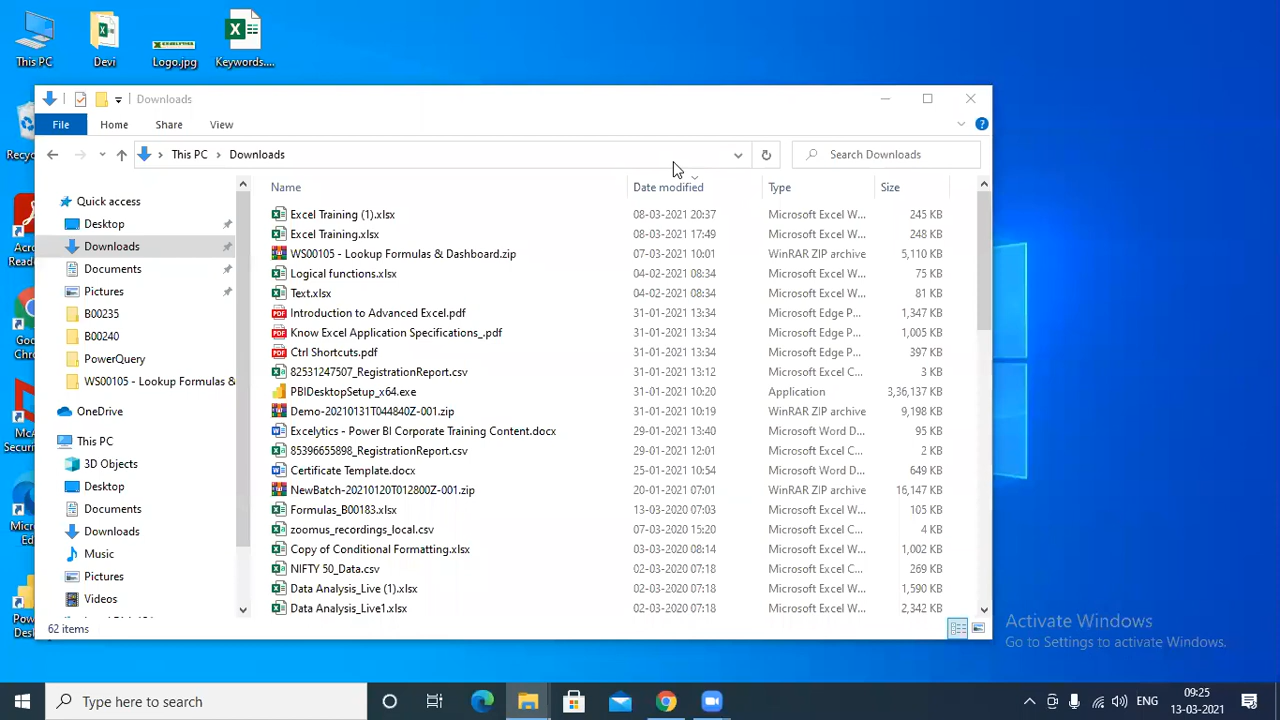 This PC
Devi
Logo.jpg
Keywords....
Downloads
File Home Share View
This PC > Downloads
Search Downloads
Name Date modified Type Size
Quick access
Desktop
Downloads
Documents
Pictures
B00235
B00240
PowerQuery
WS00105 - Lookup Formulas &
OneDrive
This PC
3D Objects
Desktop
Documents
Downloads
Music
Pictures
Videos
Excel Training (1).xlsx 08-03-2021 20:37 Microsoft Excel W... 245 KB
Excel Training.xlsx 08-03-2021 17:49 Microsoft Excel W... 248 KB
WS00105 - Lookup Formulas & Dashboard.zip 07-03-2021 10:01 WinRAR ZIP archive 5,110 KB
Logical functions.xlsx 04-02-2021 08:34 Microsoft Excel W... 75 KB
Text.xlsx 04-02-2021 08:34 Microsoft Excel W... 81 KB
Introduction to Advanced Excel.pdf 31-01-2021 13:34 Microsoft Edge P... 1,347 KB
Know Excel Application Specifications_.pdf 31-01-2021 13:34 Microsoft Edge P... 1,005 KB
Ctrl Shortcuts.pdf 31-01-2021 13:34 Microsoft Edge P... 397 KB
82531247507_RegistrationReport.csv 31-01-2021 13:12 Microsoft Excel C... 3 KB
PBIDesktopSetup_x64.exe 31-01-2021 10:20 Application 3,36,137 KB
Demo-20210131T044840Z-001.zip 31-01-2021 10:19 WinRAR ZIP archive 9,198 KB
Excelytics - Power BI Corporate Training Content.docx 29-01-2021 13:40 Microsoft Word D... 95 KB
85396655898_RegistrationReport.csv 29-01-2021 12:01 Microsoft Excel C... 2 KB
Certificate Template.docx 25-01-2021 10:54 Microsoft Word D... 649 KB
NewBatch-20210120T012800Z-001.zip 20-01-2021 07:01 WinRAR ZIP archive 16,147 KB
Formulas_B00183.xlsx 13-03-2020 07:03 Microsoft Excel W... 105 KB
zoomus_recordings_local.csv 07-03-2020 15:20 Microsoft Excel C... 4 KB
Copy of Conditional Formatting.xlsx 03-03-2020 08:14 Microsoft Excel W... 1,002 KB
NIFTY 50_Data.csv 02-03-2020 07:18 Microsoft Excel C... 269 KB
Data Analysis_Live (1).xlsx 02-03-2020 07:18 Microsoft Excel W... 1,590 KB
Data Analysis_Live1.xlsx 02-03-2020 07:18 Microsoft Excel W... 2,342 KB
62 items
Activate Windows
Go to Settings to activate Windows.
Type here to search
ENG
09:25
13-03-2021